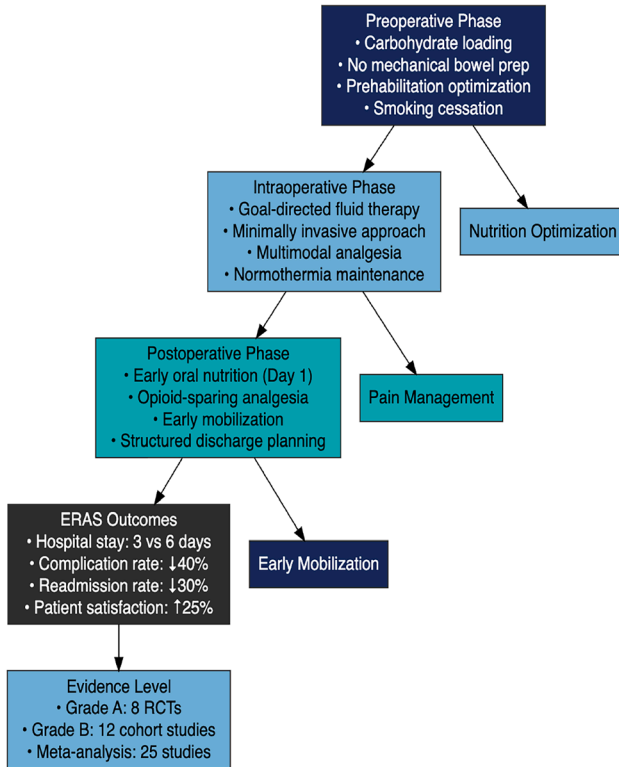 Preoperative Phase
• Carbohydrate loading
• No mechanical bowel prep
• Prehabilitation optimization
• Smoking cessation
Intraoperative Phase
• Goal-directed fluid therapy
• Minimally invasive approach
• Multimodal analgesia
• Normothermia maintenance
Nutrition Optimization
Postoperative Phase
• Early oral nutrition (Day 1)
• Opioid-sparing analgesia
• Early mobilization
• Structured discharge planning
Pain Management
ERAS Outcomes
• Hospital stay: 3 vs 6 days
• Complication rate: ↓40%
• Readmission rate: ↓30%
• Patient satisfaction: ↑25%
Early Mobilization
Evidence Level
• Grade A: 8 RCTs
• Grade B: 12 cohort studies
• Meta-analysis: 25 studies